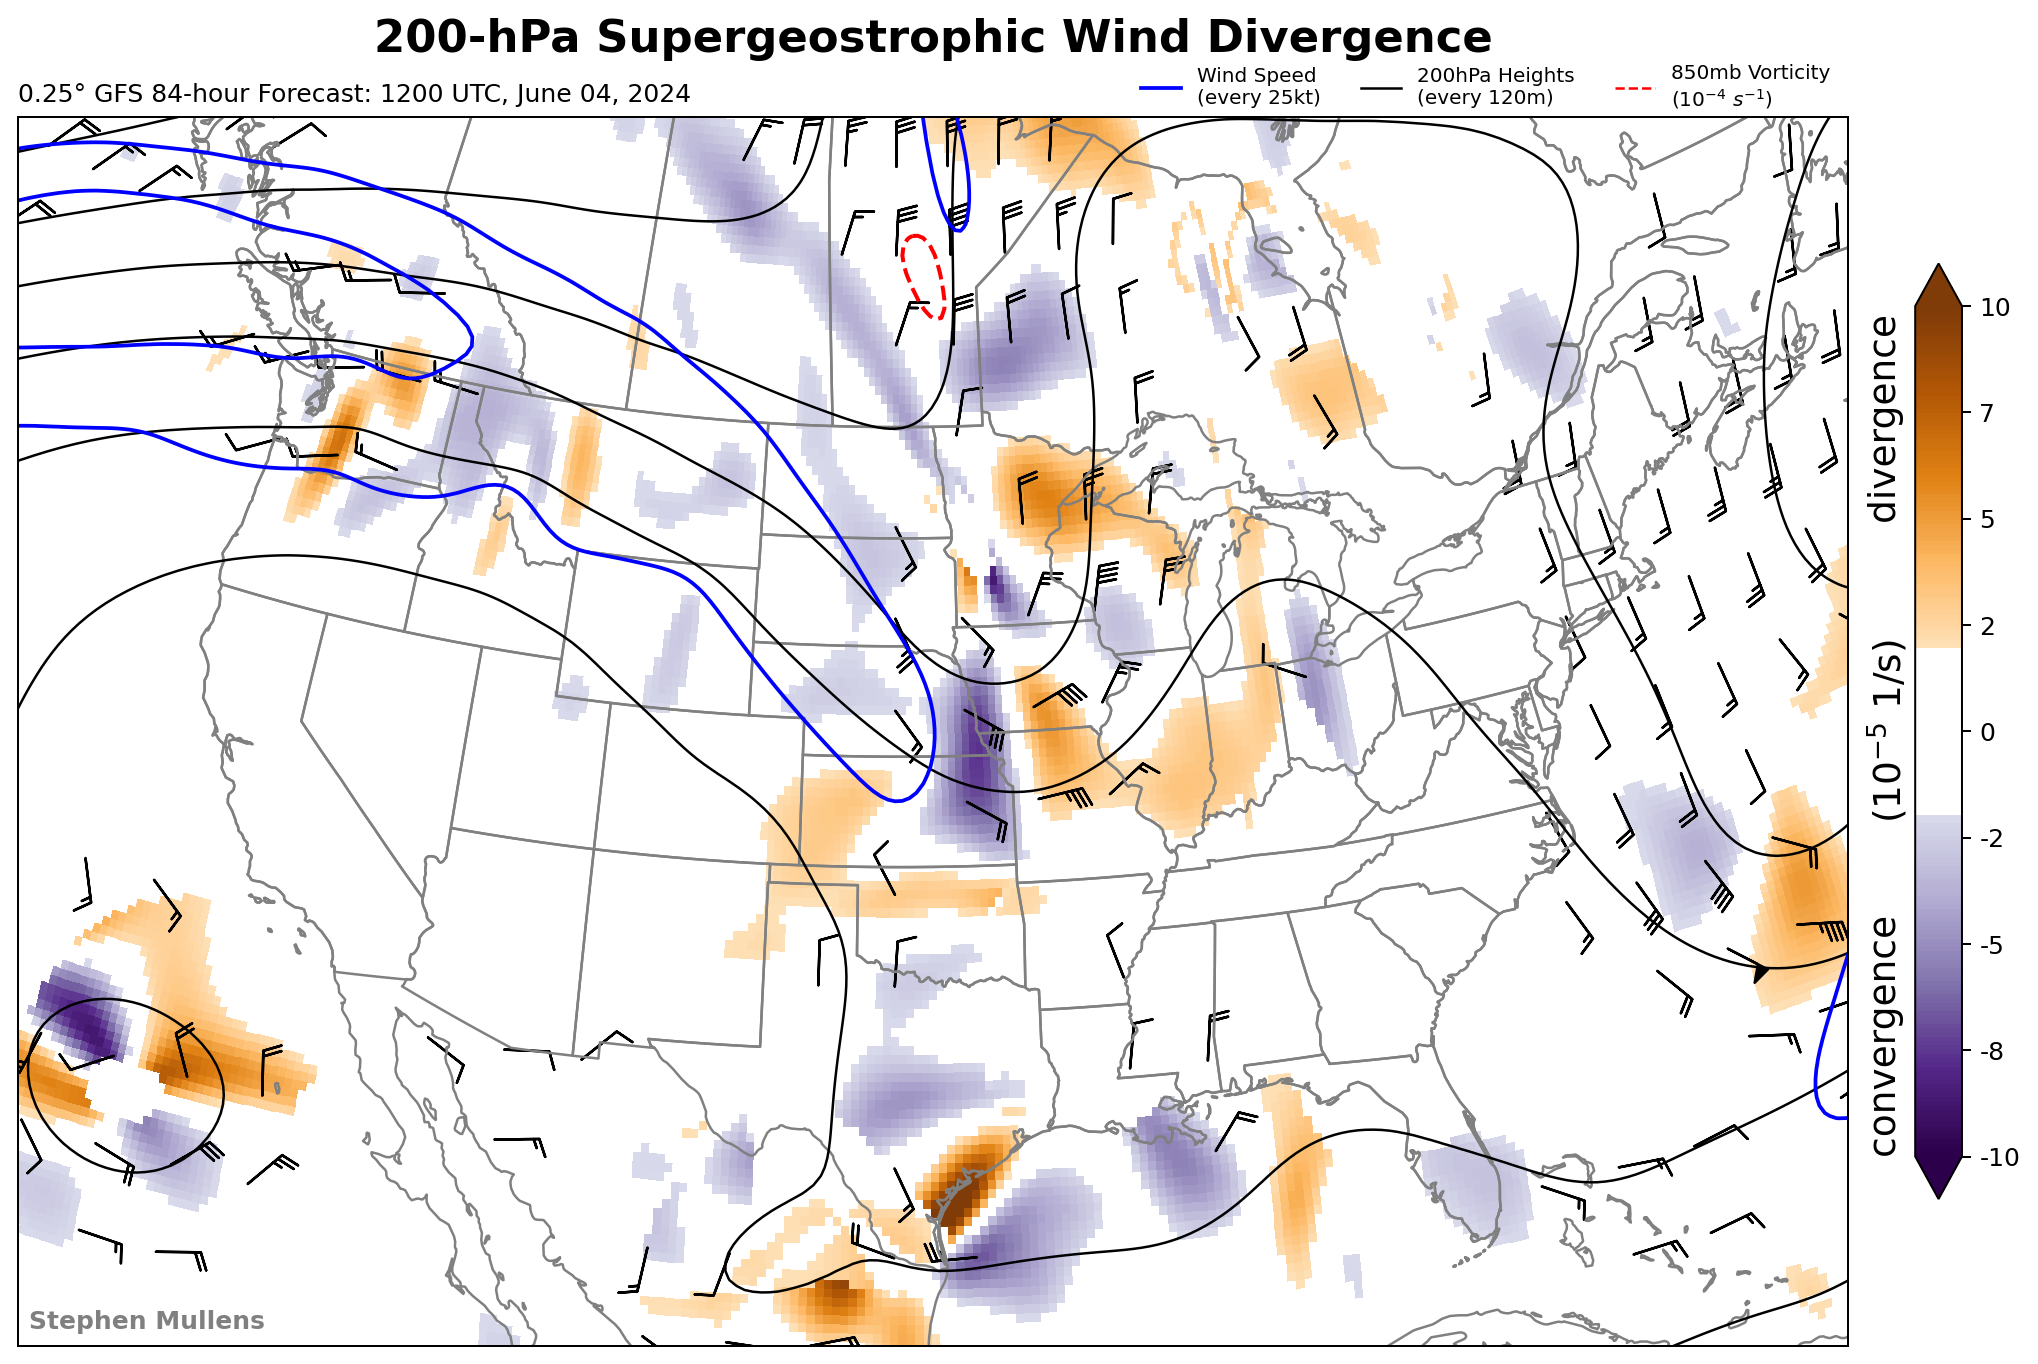 200-hPa Supergeostrophic Wind Divergence
0.25° GFS 84-hour Forecast: 1200 UTC, June 04, 2024
Wind Speed
(every 25kt)
200hPa Heights
(every 120m)
850mb Vorticity
(10⁻⁴ s⁻¹)
10
7
5
2
0
-2
-5
-8
-10
convergence (10⁻⁵ 1/s) divergence
Stephen Mullens